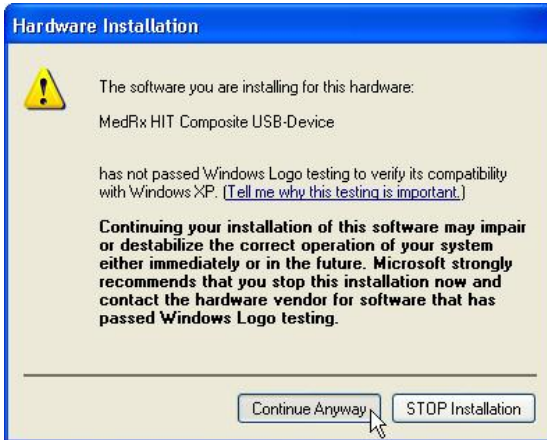 Hardware Installation
The software you are installing for this hardware:
MedRx HIT Composite USB-Device
has not passed Windows Logo testing to verify its compatibility
with Windows XP. (Tell me why this testing is important.)
Continuing your installation of this software may impair
or destabilize the correct operation of your system
either immediately or in the future. Microsoft strongly
recommends that you stop this installation now and
contact the hardware vendor for software that has
passed Windows Logo testing.
Continue Anyway STOP Installation